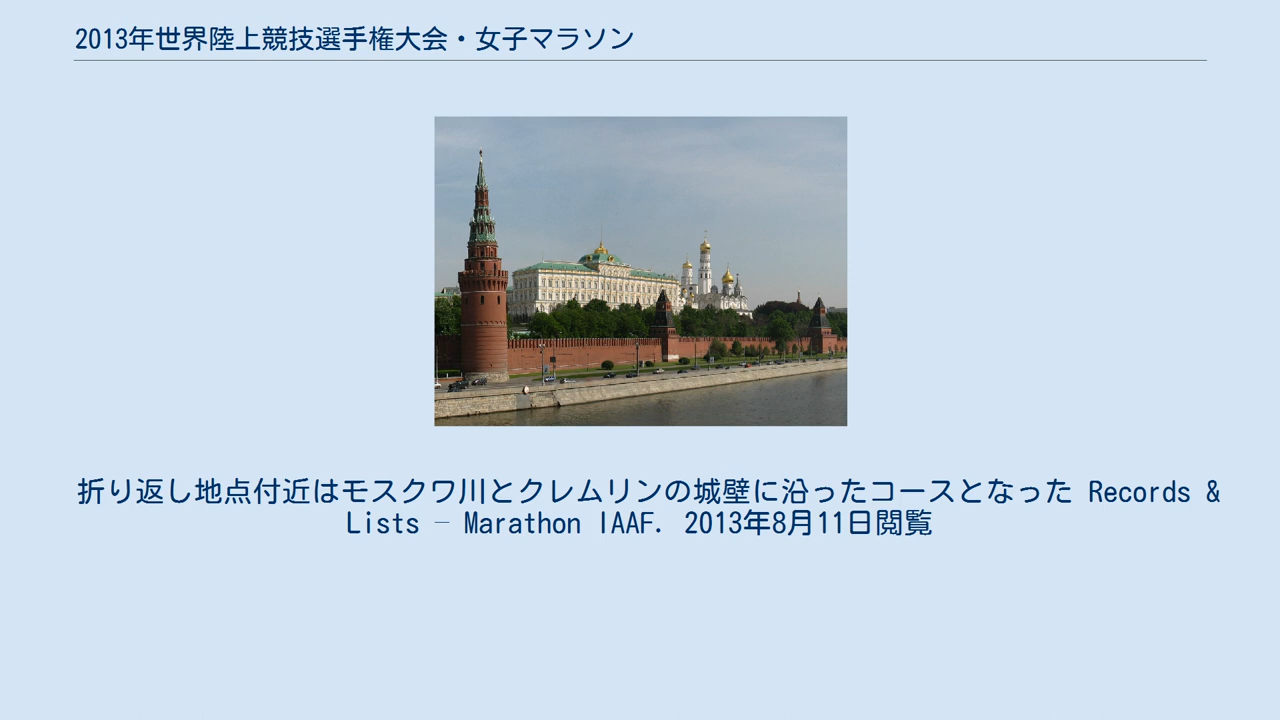 2013年世界陸上競技選手権大会・女子マラソン
折り返し地点付近はモスクワ川とクレムリンの城壁に沿ったコースとなった Records &
Lists – Marathon IAAF. 2013年8月11日閲覧